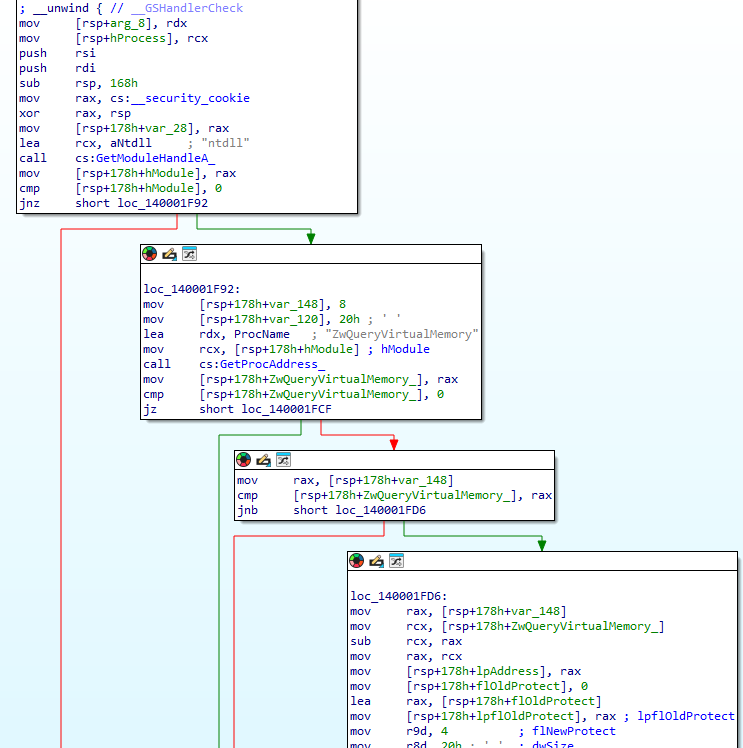 ; __unwind { // __GSHandlerCheck
mov [rsp+arg_8], rdx
mov [rsp+hProcess], rcx
push rsi
push rdi
sub rsp, 168h
mov rax, cs:__security_cookie
xor rax, rsp
mov [rsp+178h+var_28], rax
lea rcx, aNtdll ; "ntdll"
call cs:GetModuleHandleA_
mov [rsp+178h+hModule], rax
cmp [rsp+178h+hModule], 0
jnz short loc_140001F92
loc_140001F92:
mov [rsp+178h+var_148], 8
mov [rsp+178h+var_120], 20h ; ' '
lea rdx, ProcName ; "ZwQueryVirtualMemory"
mov rcx, [rsp+178h+hModule] ; hModule
call cs:GetProcAddress_
mov [rsp+178h+ZwQueryVirtualMemory_], rax
cmp [rsp+178h+ZwQueryVirtualMemory_], 0
jz short loc_140001FCF
mov rax, [rsp+178h+var_148]
cmp [rsp+178h+ZwQueryVirtualMemory_], rax
jnb short loc_140001FD6
loc_140001FD6:
mov rax, [rsp+178h+var_148]
mov rcx, [rsp+178h+ZwQueryVirtualMemory_]
sub rcx, rax
mov rax, rcx
mov [rsp+178h+lpAddress], rax
mov [rsp+178h+flOldProtect], 0
lea rax, [rsp+178h+flOldProtect]
mov [rsp+178h+lpflOldProtect], rax ; lpflOldProtect
mov r9d, 4 ; flNewProtect
mov r8d, 20h ; ' ' ; dwSize